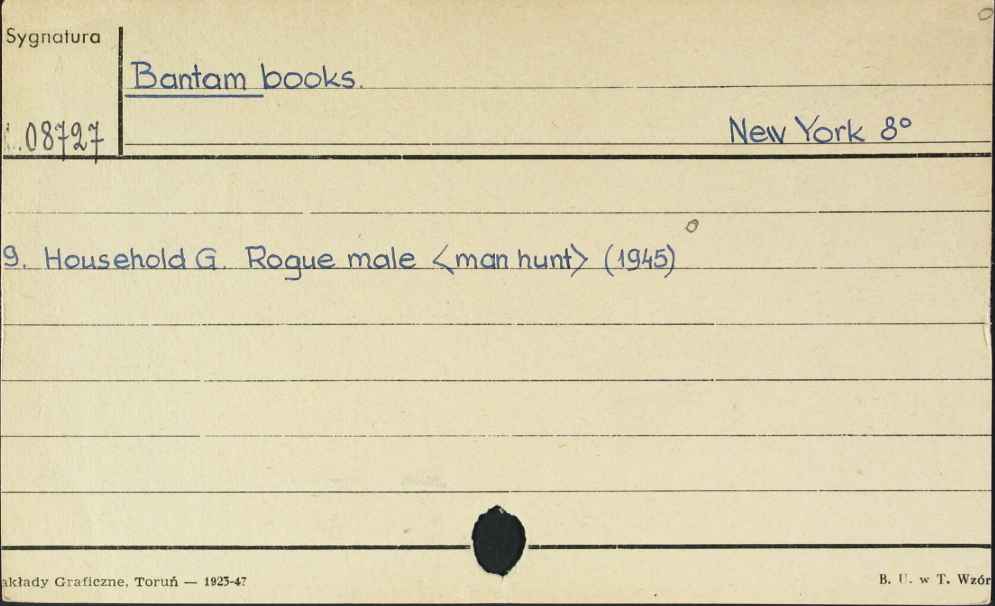 Sygnatura
Bantam books.
08727
New York 8°
9. Household G. Rogue male <man hunt> (1945)
akłady Graficzne, Toruń — 1923-47
B. U. w T. Wzór